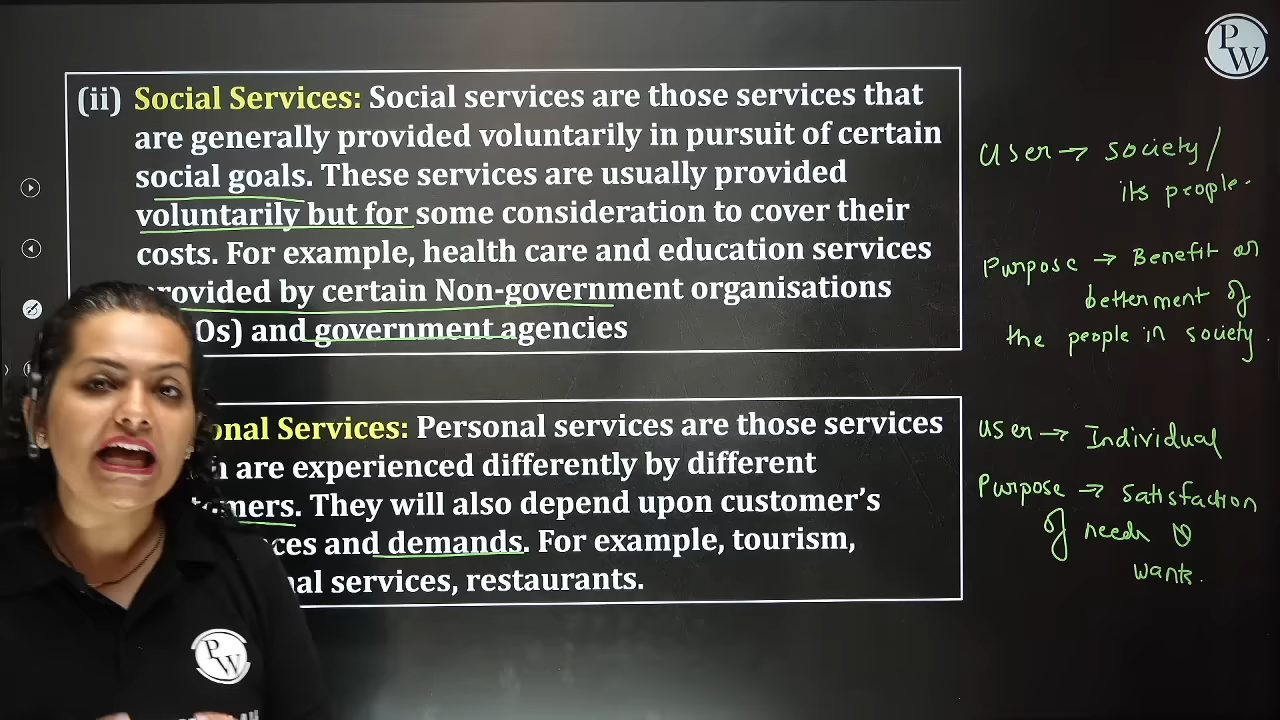 (ii) Social Services: Social services are those services that
are generally provided voluntarily in pursuit of certain
social goals. These services are usually provided
voluntarily but for some consideration to cover their
costs. For example, health care and education services
rovided by certain Non-government organisations
Os) and government agencies
onal Services: Personal services are those services
are experienced differently by different
mers. They will also depend upon customer's
ces and demands. For example, tourism,
nal services, restaurants.
User → society/
its people.
Purpose → Benefit or
betterment of
the people in society.
User → Individual
Purpose → satisfaction
of needs &
wants.
PW
PW